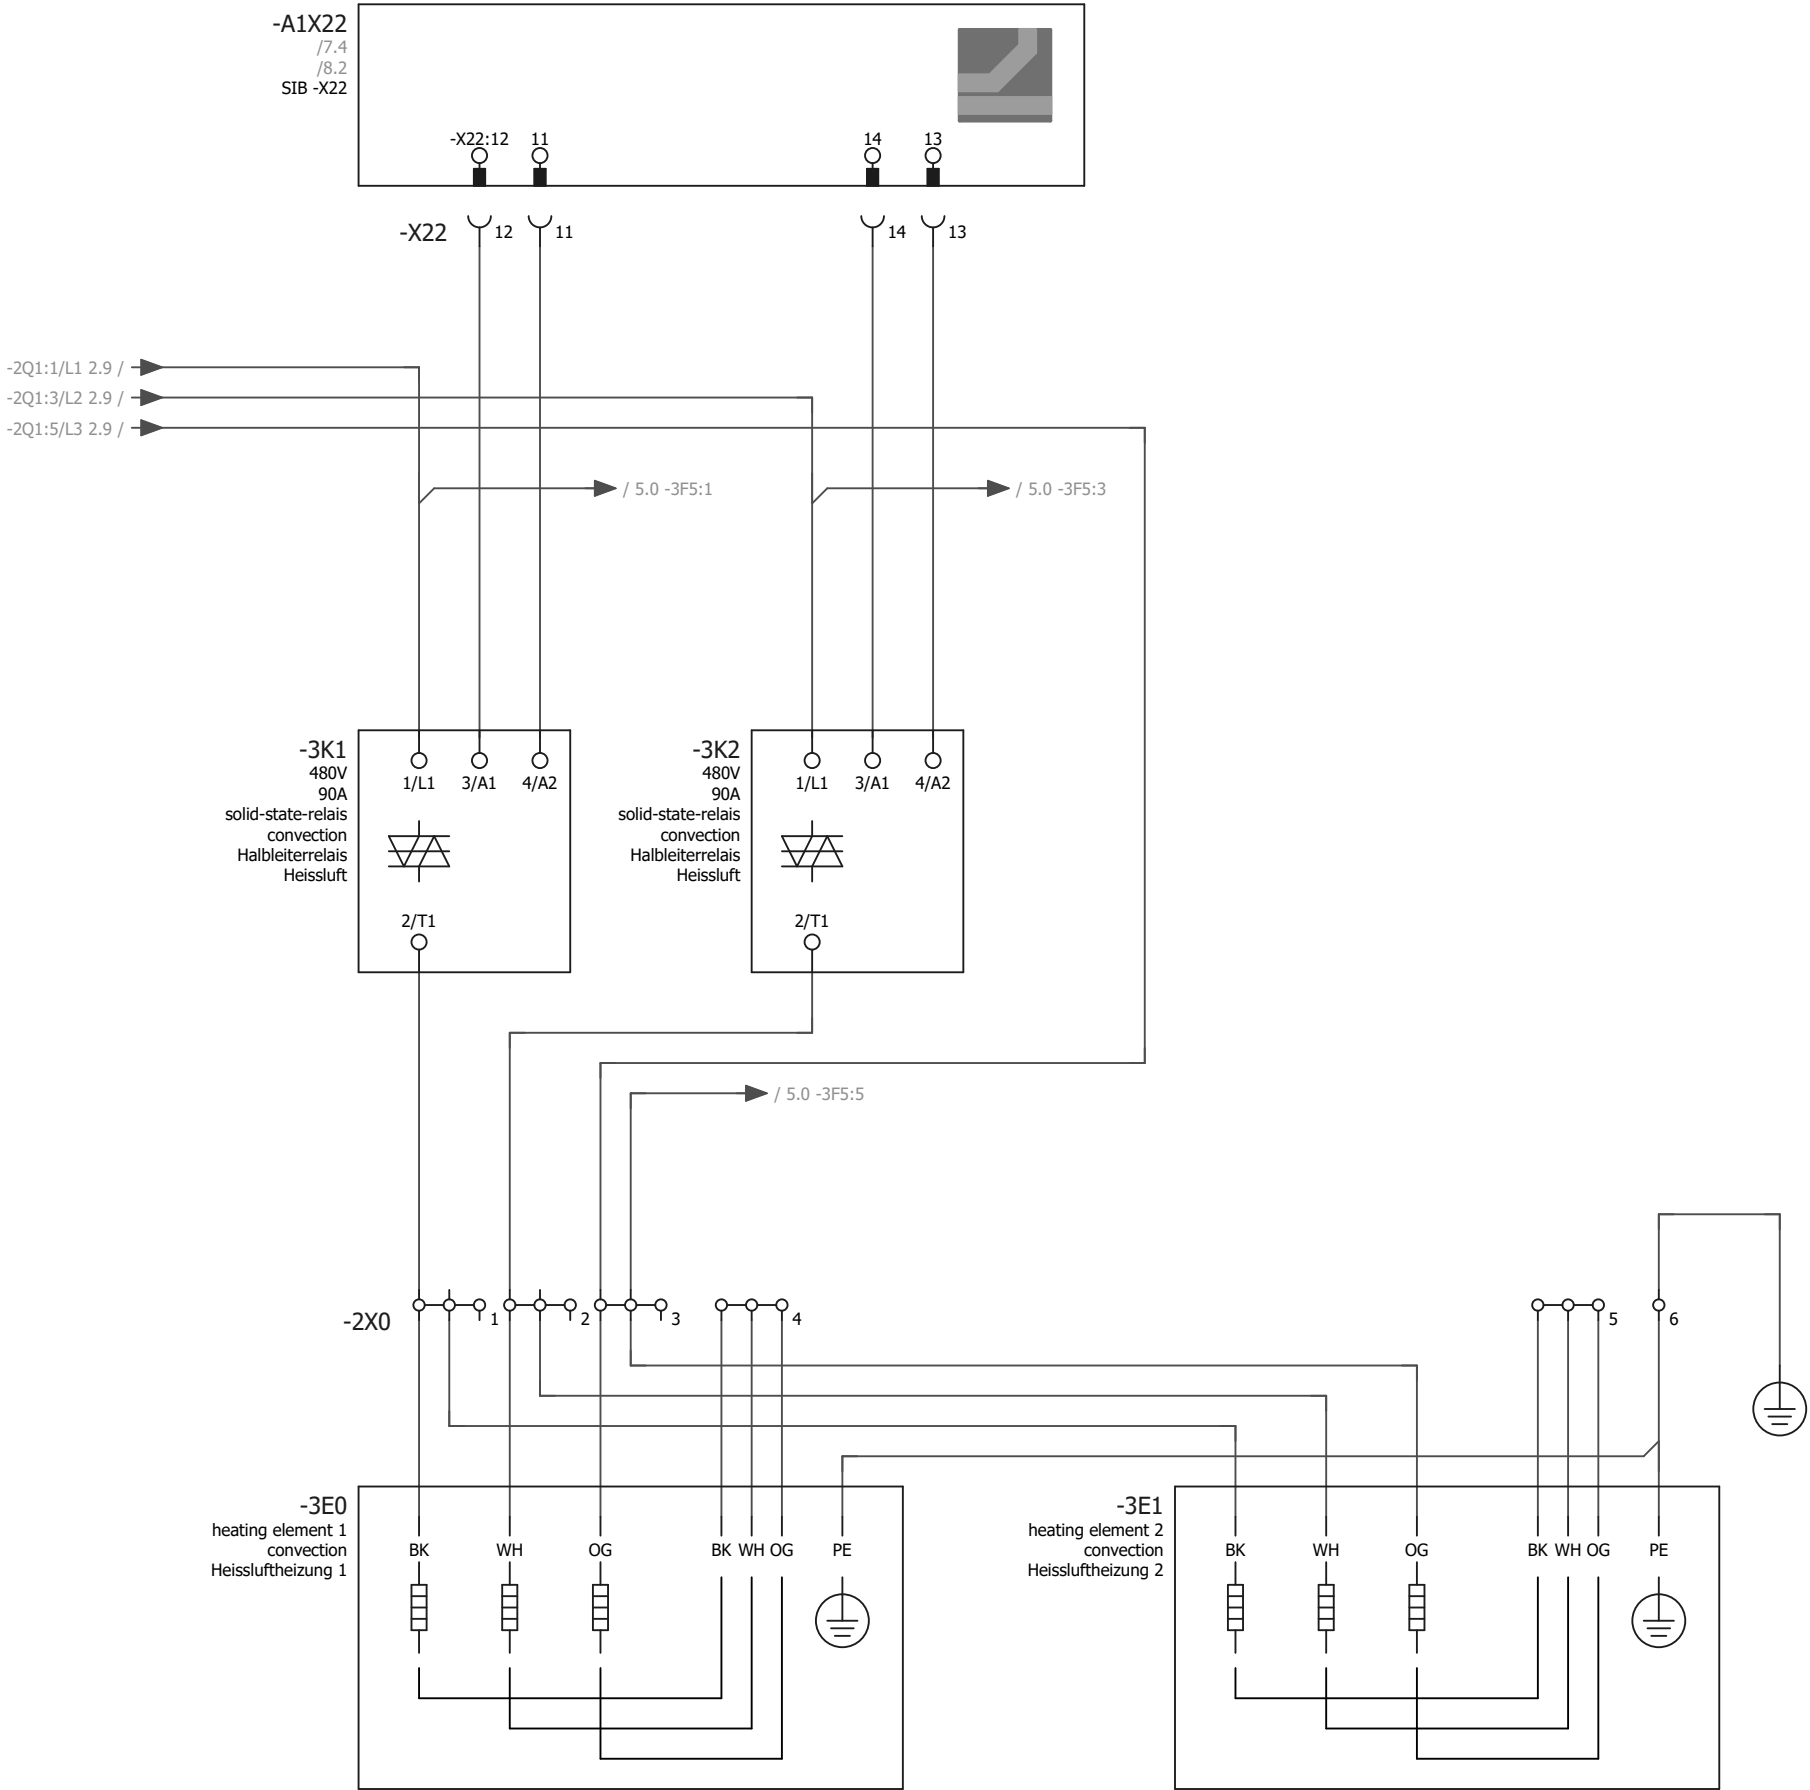 -A1X22
/7.4
/8.2
SIB -X22
-X22:12 11 14 13
-X22 12 11 14 13
-2Q1:1/L1 2.9 /
-2Q1:3/L2 2.9 /
-2Q1:5/L3 2.9 /
/ 5.0 -3F5:1 / 5.0 -3F5:3
-3K1
480V
90A
solid-state-relais
convection
Halbleiterrelais
Heissluft
1/L1 3/A1 4/A2
2/T1
-3K2
480V
90A
solid-state-relais
convection
Halbleiterrelais
Heissluft
1/L1 3/A1 4/A2
2/T1
/ 5.0 -3F5:5
-2X0 1 2 3 4 5 6
-3E0
heating element 1
convection
Heissluftheizung 1
BK WH OG BK WH OG PE
-3E1
heating element 2
convection
Heissluftheizung 2
BK WH OG BK WH OG PE